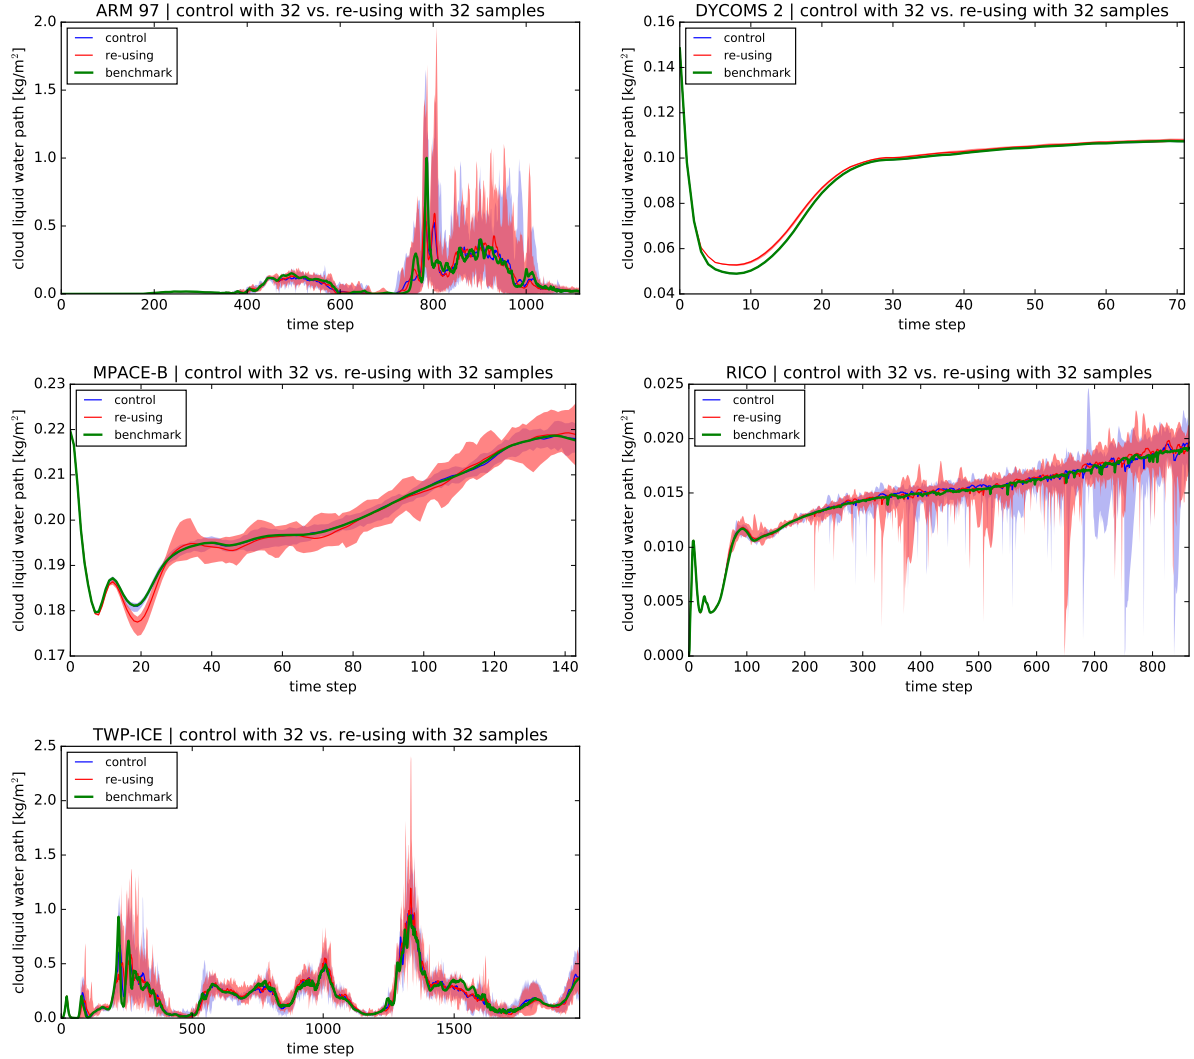 ARM 97 | control with 32 vs. re-using with 32 samples
cloud liquid water path [kg/m²]
2.0
1.5
1.0
0.5
0.0
control
re-using
benchmark
0 200 400 600 800 1000
time step
DYCOMS 2 | control with 32 vs. re-using with 32 samples
cloud liquid water path [kg/m²]
0.16
0.14
0.12
0.10
0.08
0.06
0.04
control
re-using
benchmark
0 10 20 30 40 50 60 70
time step
MPACE-B | control with 32 vs. re-using with 32 samples
cloud liquid water path [kg/m²]
0.23
0.22
0.21
0.20
0.19
0.18
0.17
control
re-using
benchmark
0 20 40 60 80 100 120 140
time step
RICO | control with 32 vs. re-using with 32 samples
cloud liquid water path [kg/m²]
0.025
0.020
0.015
0.010
0.005
0.000
control
re-using
benchmark
0 100 200 300 400 500 600 700 800
time step
TWP-ICE | control with 32 vs. re-using with 32 samples
cloud liquid water path [kg/m²]
2.5
2.0
1.5
1.0
0.5
0.0
control
re-using
benchmark
0 500 1000 1500
time step